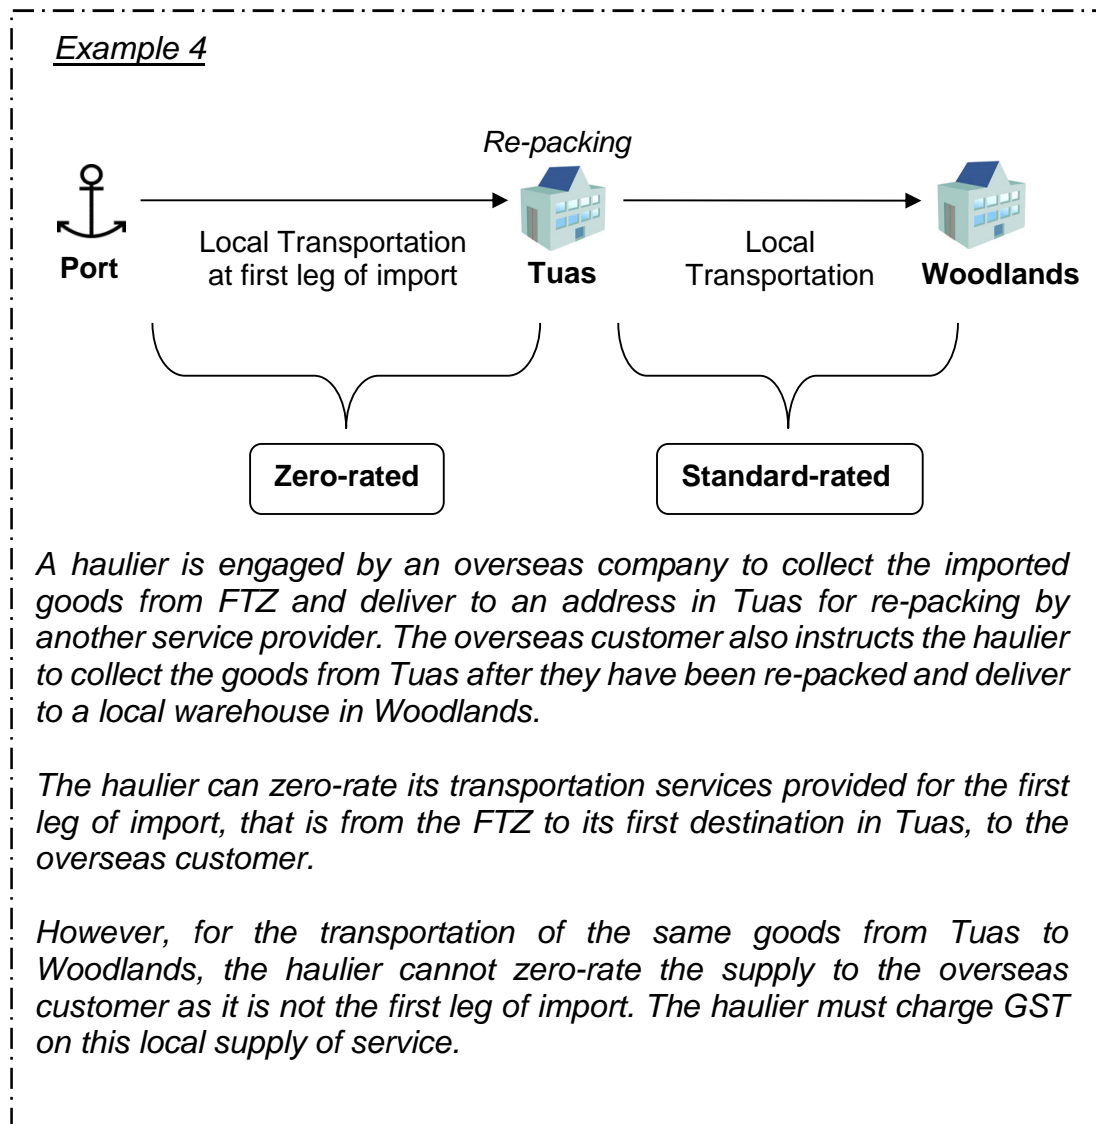 Example 4
Re-packing
Local Transportation
at first leg of import
Local
Transportation
Port
Tuas
Woodlands
Zero-rated
Standard-rated
A haulier is engaged by an overseas company to collect the imported
goods from FTZ and deliver to an address in Tuas for re-packing by
another service provider. The overseas customer also instructs the haulier
to collect the goods from Tuas after they have been re-packed and deliver
to a local warehouse in Woodlands.
The haulier can zero-rate its transportation services provided for the first
leg of import, that is from the FTZ to its first destination in Tuas, to the
overseas customer.
However, for the transportation of the same goods from Tuas to
Woodlands, the haulier cannot zero-rate the supply to the overseas
customer as it is not the first leg of import. The haulier must charge GST
on this local supply of service.